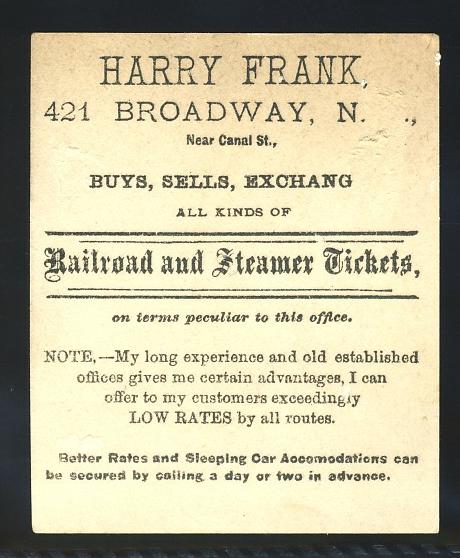 HARRY FRANK,
421 BROADWAY, N. .,
Near Canal St.,
BUYS, SELLS, EXCHANG
ALL KINDS OF
Railroad and Steamer Tickets,
on terms peculiar to this office.
NOTE,—My long experience and old established
offices gives me certain advantages, I can
offer to my customers exceedingly
LOW RATES by all routes.
Better Rates and Sleeping Car Accomodations can
be secured by calling a day or two in advance.